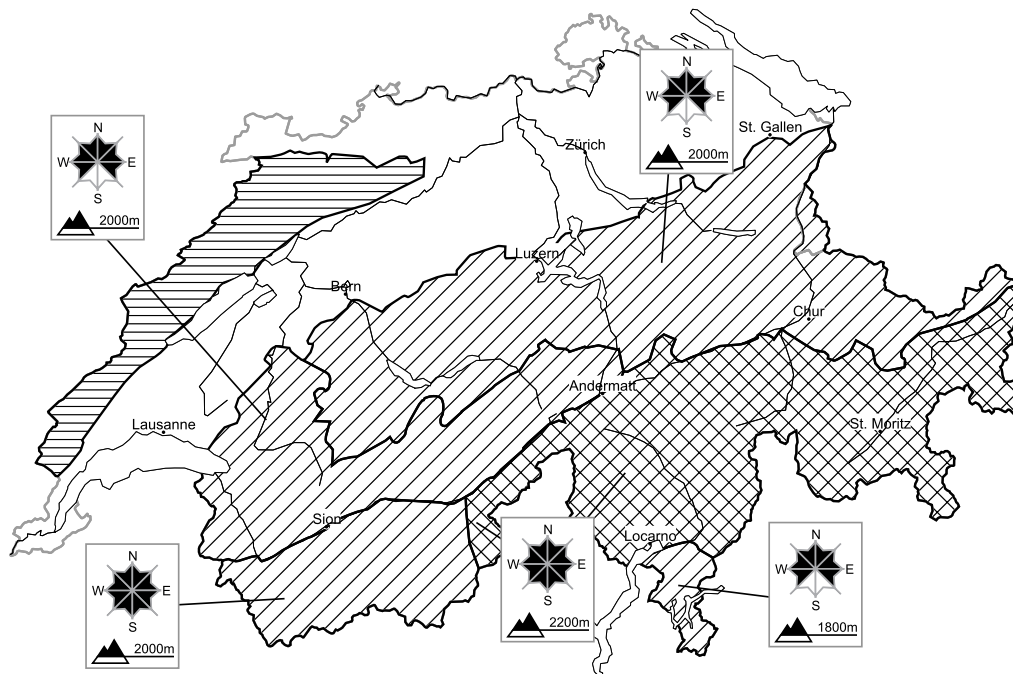 N
W E
S
2000m
St. Gallen
Zürich
N
W E
S
2000m
Luzern
Bern
Chur
Andermatt
Lausanne
St. Moritz
Sion
Locarno
N
W E
S
2200m
N
W E
S
1800m
N
W E
S
2000m